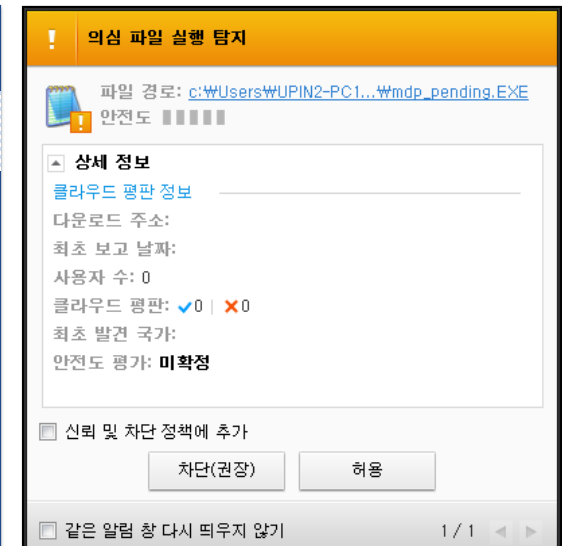 의심 파일 실행 탐지
파일 경로: c:₩Users₩UPIN2-PC1...₩mdp_pending.EXE
안전도
상세 정보
클라우드 평판 정보
다운로드 주소:
최초 보고 날짜:
사용자 수: 0
클라우드 평판: ✔0 | ✖0
최초 발견 국가:
안전도 평가: 미확정
신뢰 및 차단 정책에 추가
차단(권장) 허용
같은 알림 창 다시 띄우지 않기 1 / 1